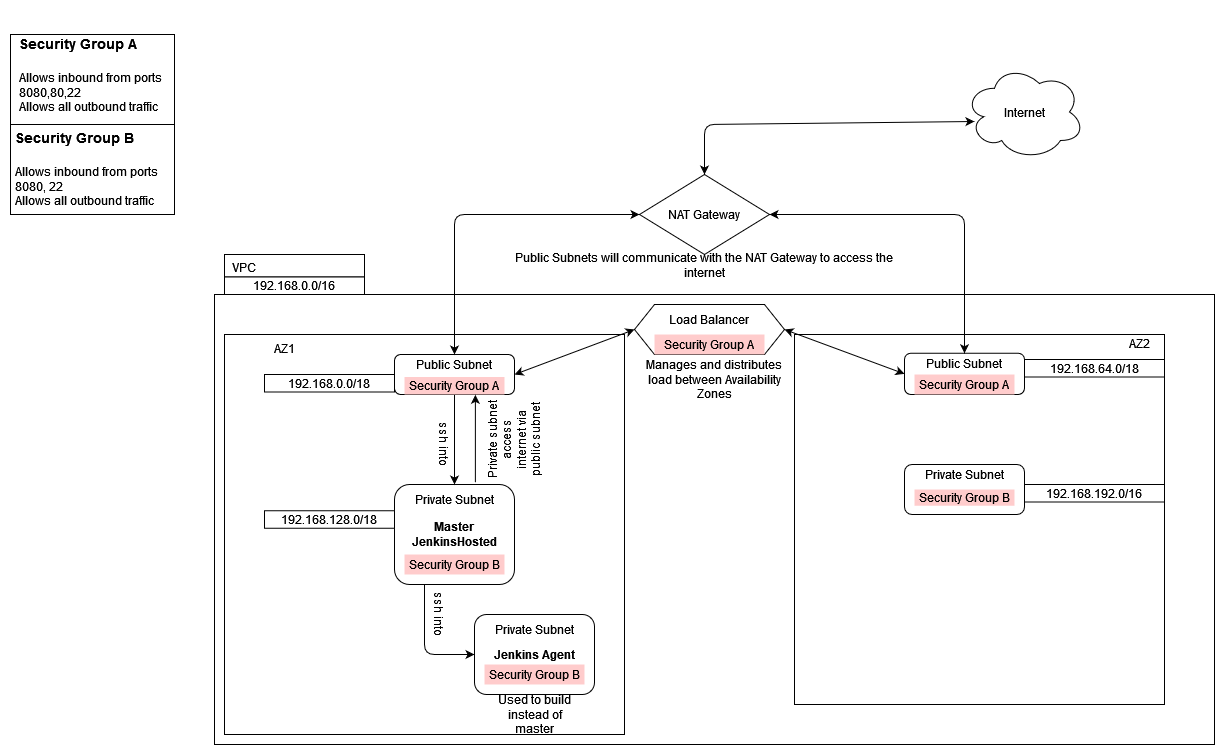 Security Group A
Allows inbound from ports
8080,80,22
Allows all outbound traffic
Security Group B
Allows inbound from ports
8080, 22
Allows all outbound traffic
Internet
NAT Gateway
Public Subnets will communicate with the NAT Gateway to access the
internet
VPC
192.168.0.0/16
Load Balancer
Security Group A
Manages and distributes
load between Availability
Zones
AZ1
Public Subnet
Security Group A
192.168.0.0/18
ssh into
Private subnet
access
internet via
public subnet
Private Subnet
Master
JenkinsHosted
Security Group B
192.168.128.0/18
ssh into
Private Subnet
Jenkins Agent
Security Group B
Used to build
instead of
master
AZ2
Public Subnet
Security Group A
192.168.64.0/18
Private Subnet
Security Group B
192.168.192.0/16